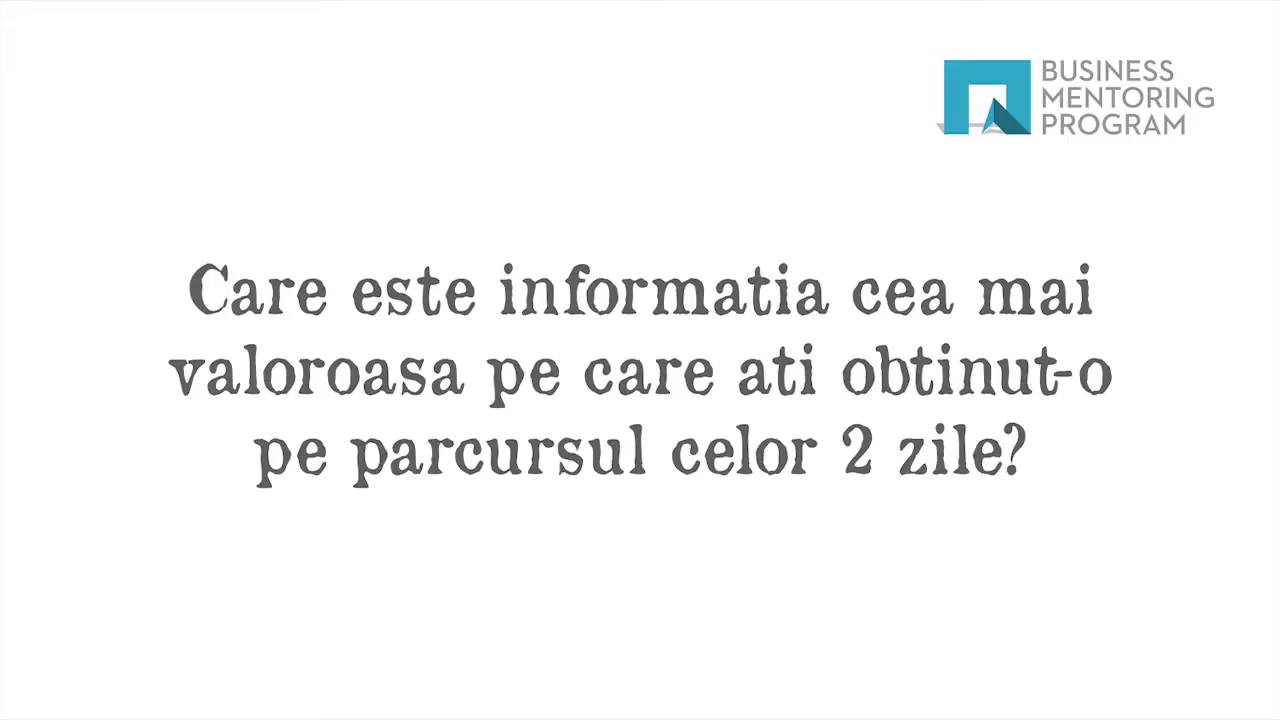 BUSINESS
MENTORING
PROGRAM
Care este informatia cea mai
valoroasa pe care ati obtinut-o
pe parcursul celor 2 zile?